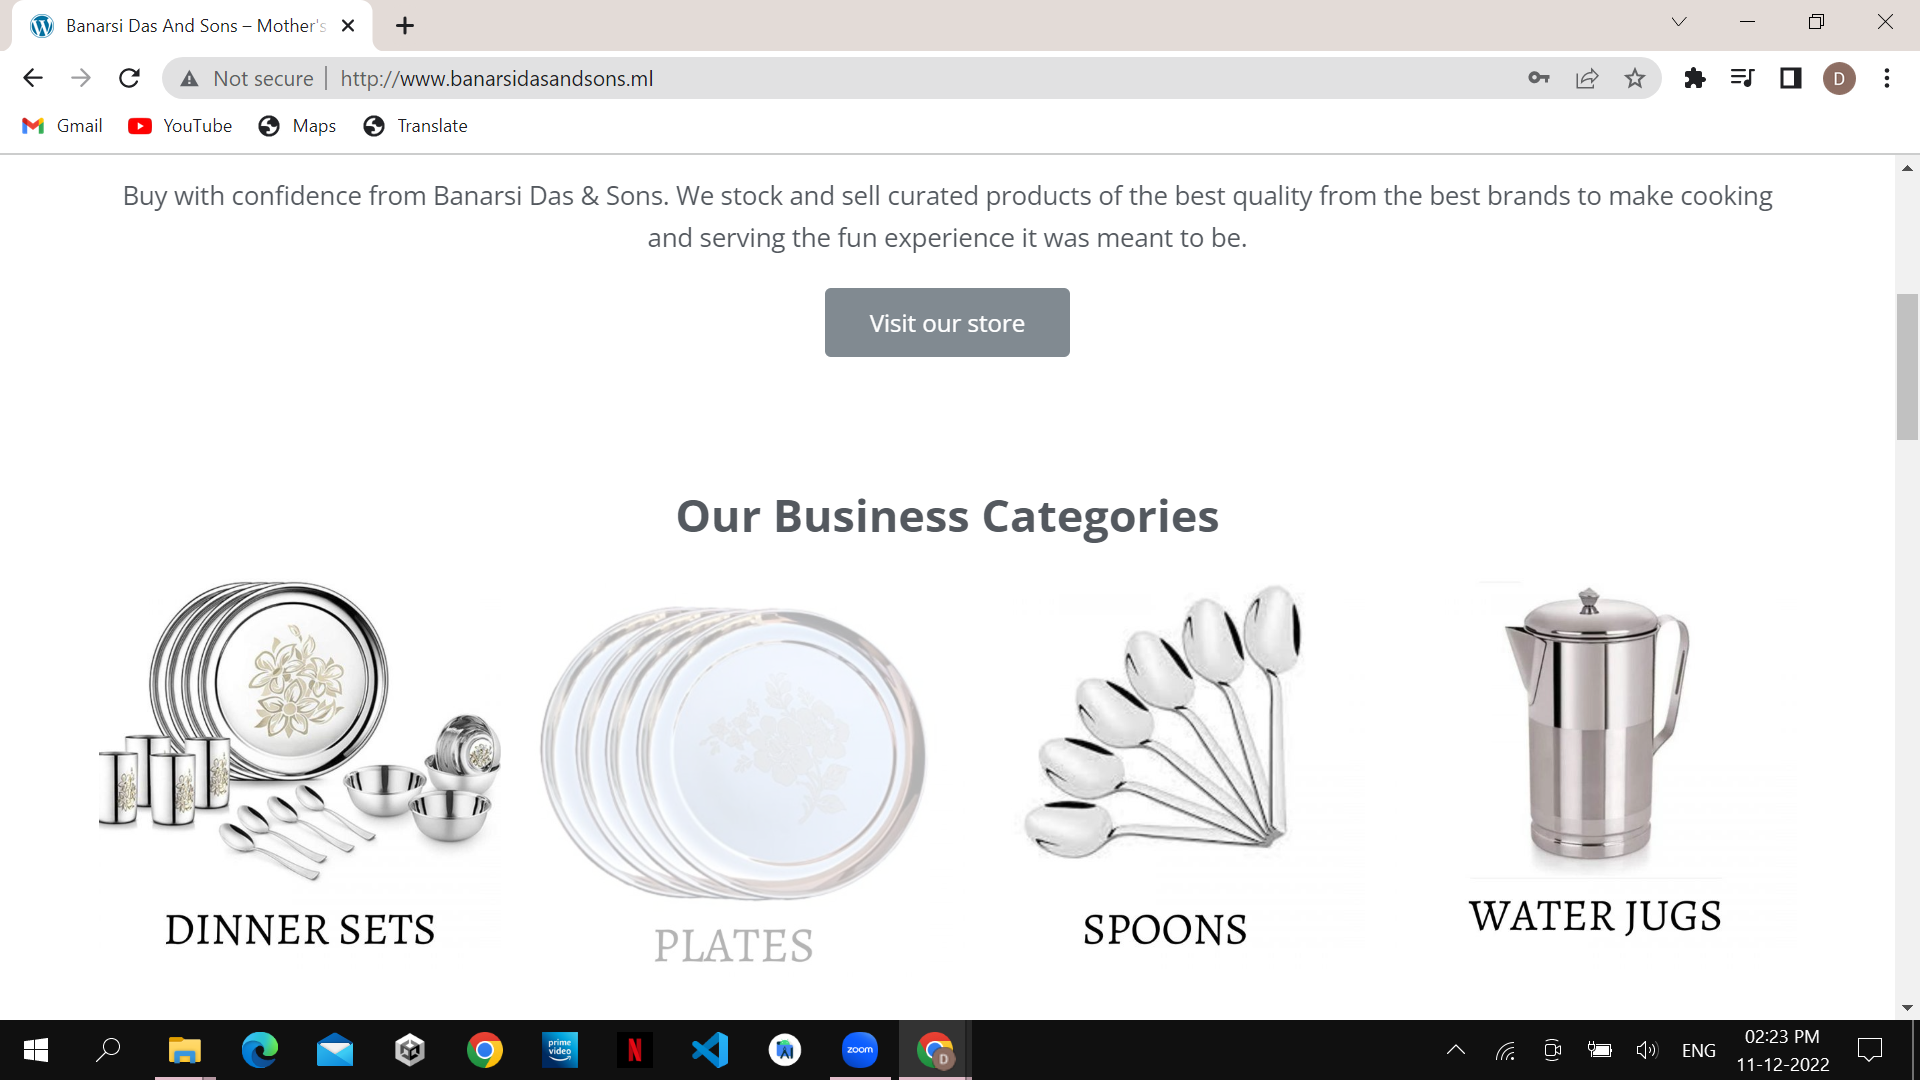 Banarsi Das And Sons – Mother's
Not secure | http://www.banarsidasandsons.ml
D
Gmail YouTube Maps Translate
Buy with confidence from Banarsi Das & Sons. We stock and sell curated products of the best quality from the best brands to make cooking
and serving the fun experience it was meant to be.
Visit our store
Our Business Categories
DINNER SETS
PLATES
SPOONS
WATER JUGS
prime video
N
zoom
D
ENG
02:23 PM
11-12-2022